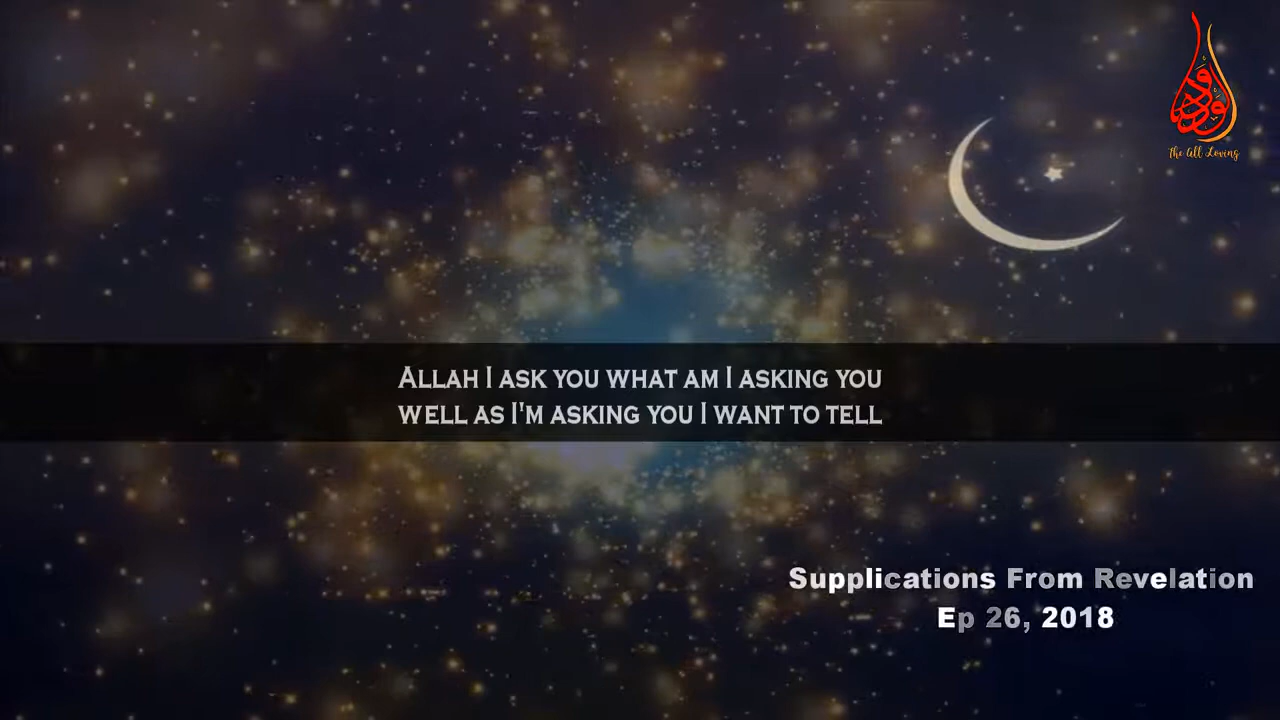 The All Loving
ALLAH I ASK YOU WHAT AM I ASKING YOU
WELL AS I'M ASKING YOU I WANT TO TELL
Supplications From Revelation
Ep 26, 2018